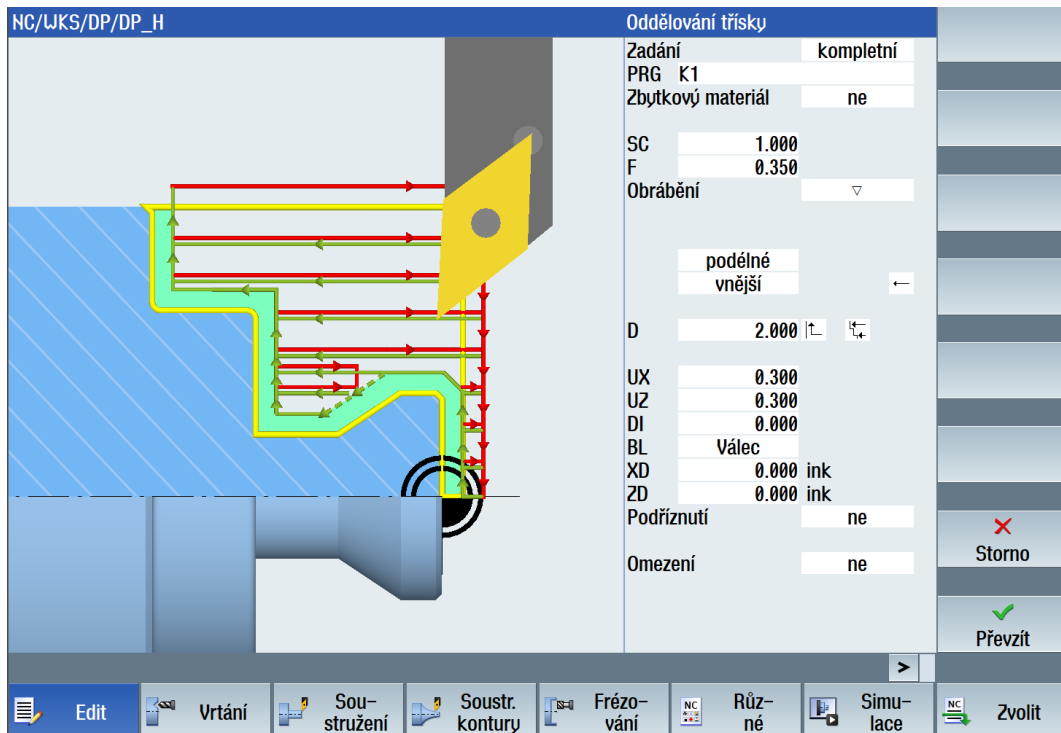 NC/WKS/DP/DP_H
Oddělování třísky
Zadání kompletní
PRG K1
Zbytkový materiál ne
SC 1.000
F 0.350
Obrábění ▽
podélné
vnější ←
D 2.000
UX 0.300
UZ 0.300
DI 0.000
BL Válec
XD 0.000 ink
ZD 0.000 ink
Podříznutí ne
Omezení ne
Storno
Převzít
>
Edit
Vrtání
Sou-
stružení
Soustr.
kontury
Frézo-
vání
NC
Růz-
né
Simu-
lace
NC
Zvolit